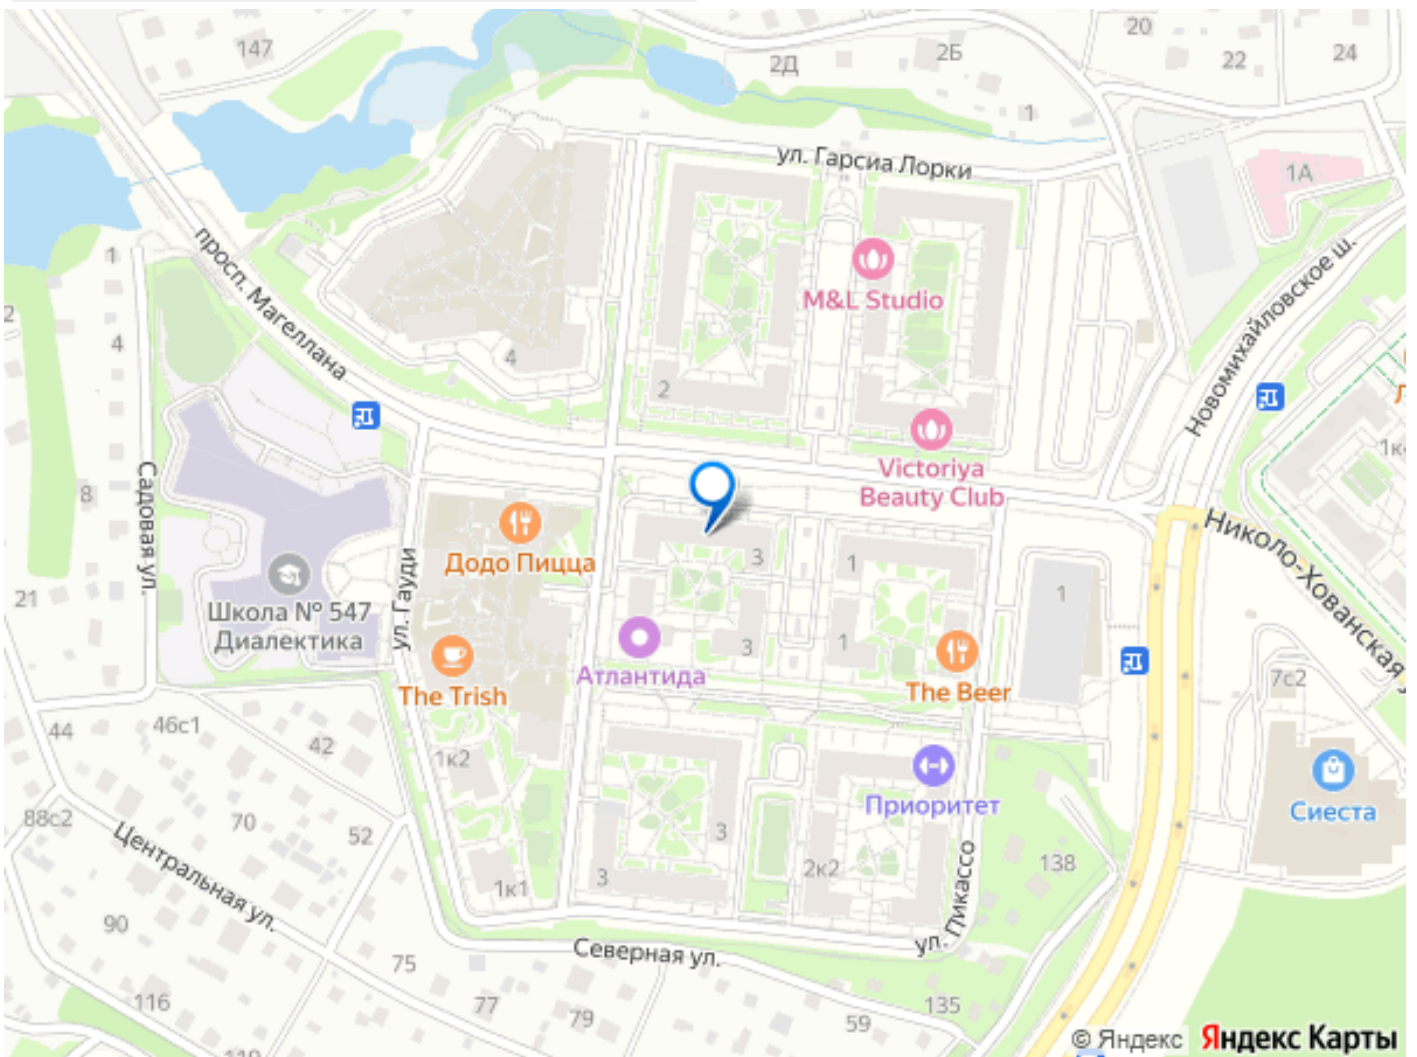 147
2Д
2Б
20
22
24
1
1А
ул. Гарсиа Лорки
просп. Магеллана
Новомихайловское ш.
1
2
4
4
M&L Studio
2
Victoriya
Beauty Club
1к
Садовая ул.
8
Николо-Хованская у
Додо Пицца
3
1
1
21
Школа № 547
Диалектика
ул. Гауди
3
1
Атлантида
The Trish
The Beer
7с2
44
46с1
42
1к2
Приоритет
Сиеста
88с2
70
52
3
138
Центральная ул.
1к1
3
2к2
ул. Пикассо
90
Северная ул.
75
116
77
79
135
59
119
© Яндекс Яндекс Карты